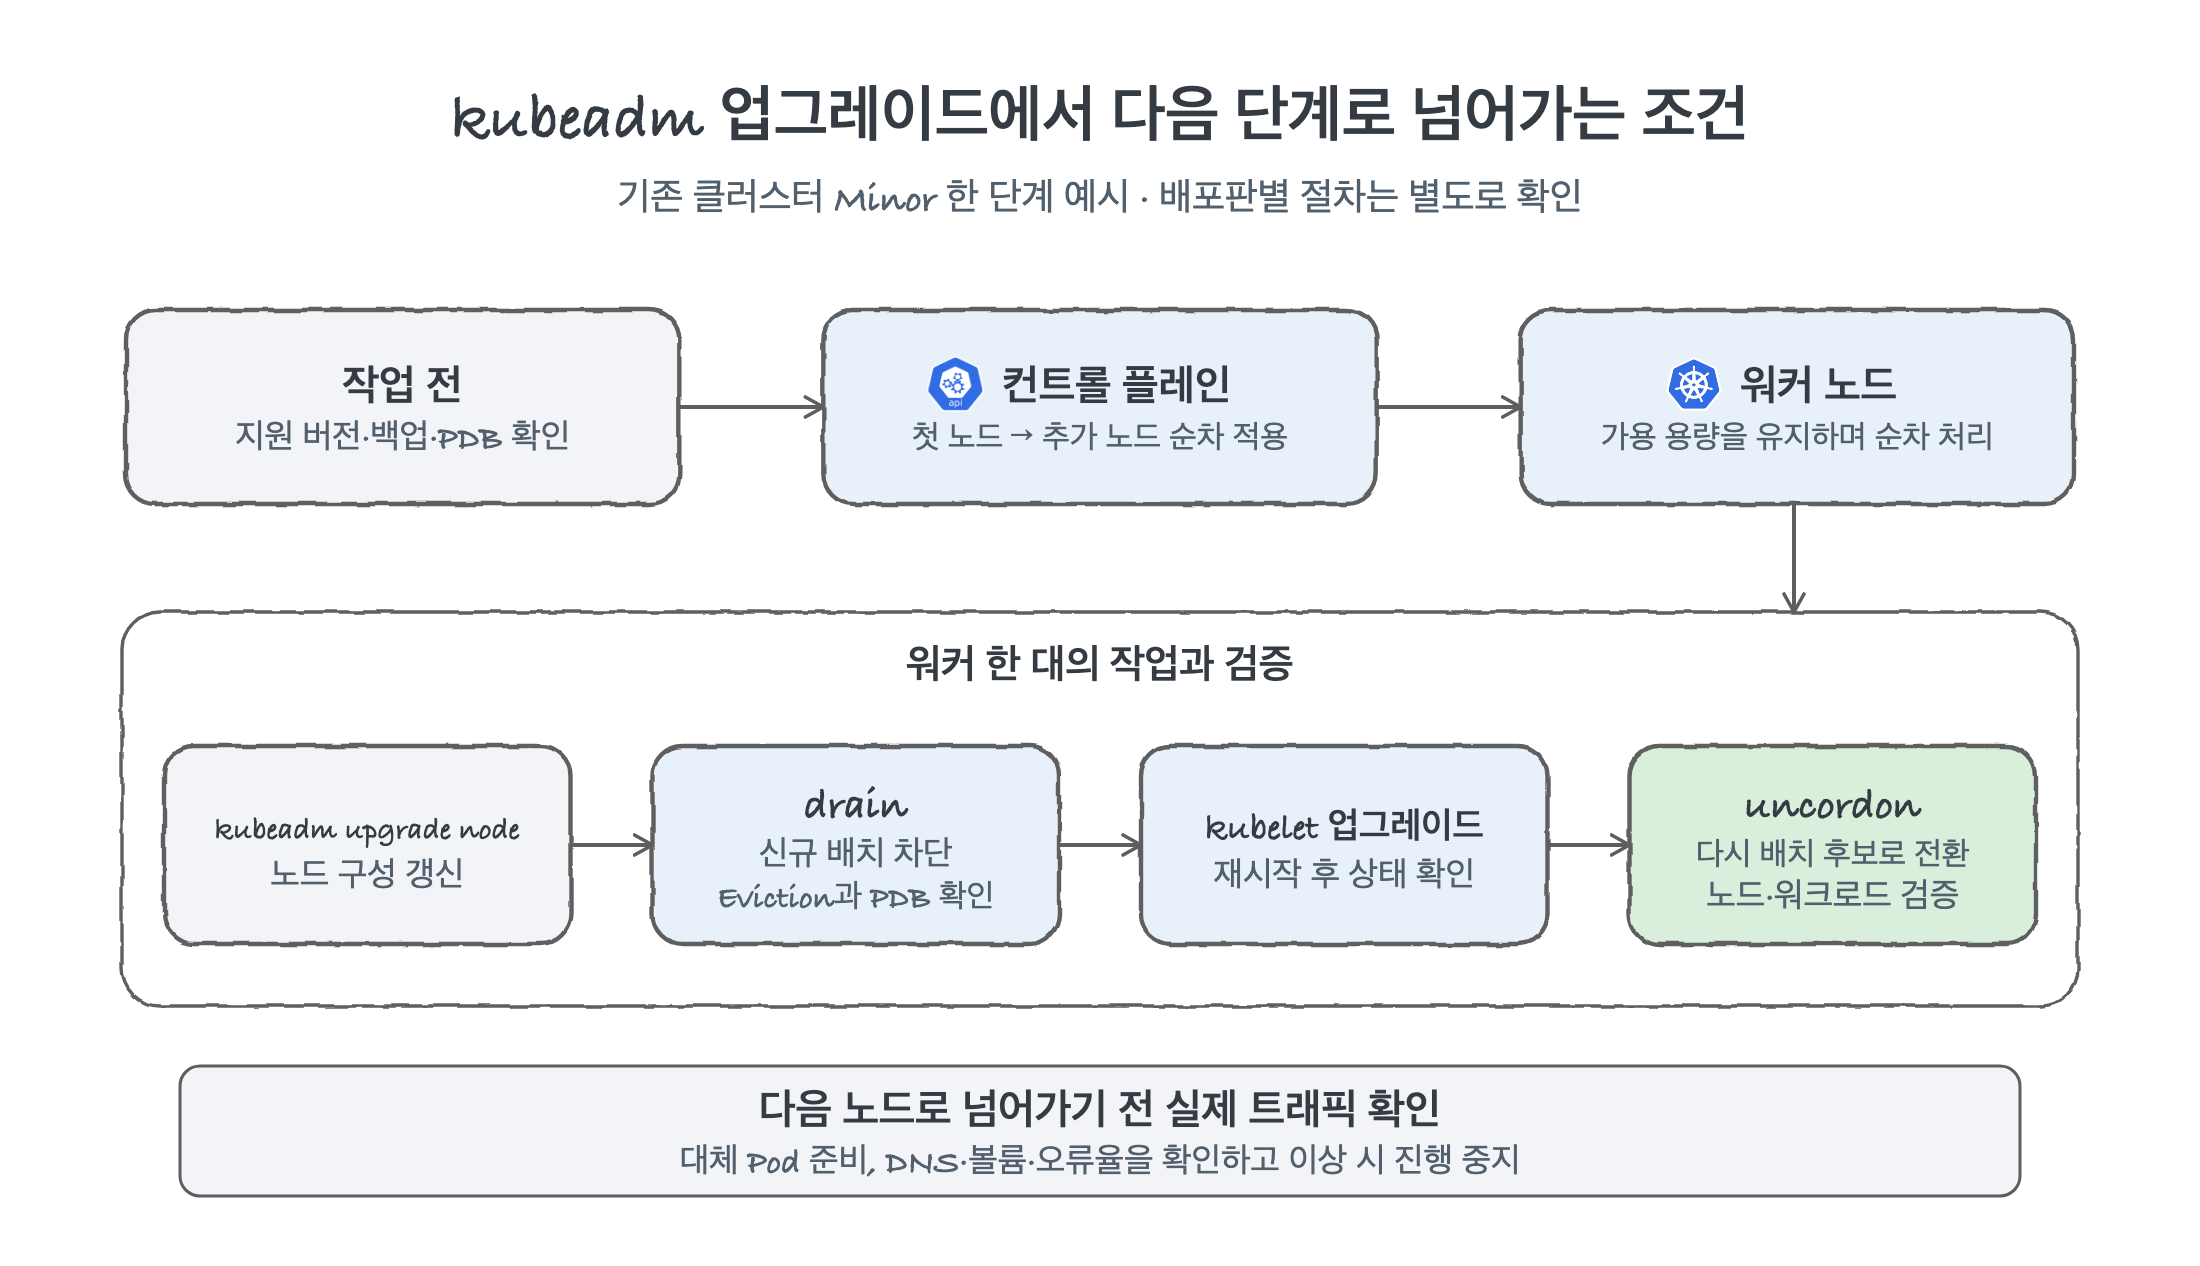 kubeadm 업그레이드에서 다음 단계로 넘어가는 조건
기존 클러스터 Minor 한 단계 예시 · 배포판별 절차는 별도로 확인
작업 전
지원 버전·백업·PDB 확인
api
컨트롤 플레인
첫 노드 → 추가 노드 순차 적용
워커 노드
가용 용량을 유지하며 순차 처리
워커 한 대의 작업과 검증
kubeadm upgrade node
노드 구성 갱신
drain
신규 배치 차단
Eviction과 PDB 확인
kubelet 업그레이드
재시작 후 상태 확인
uncordon
다시 배치 후보로 전환
노드·워크로드 검증
다음 노드로 넘어가기 전 실제 트래픽 확인
대체 Pod 준비, DNS·볼륨·오류율을 확인하고 이상 시 진행 중지